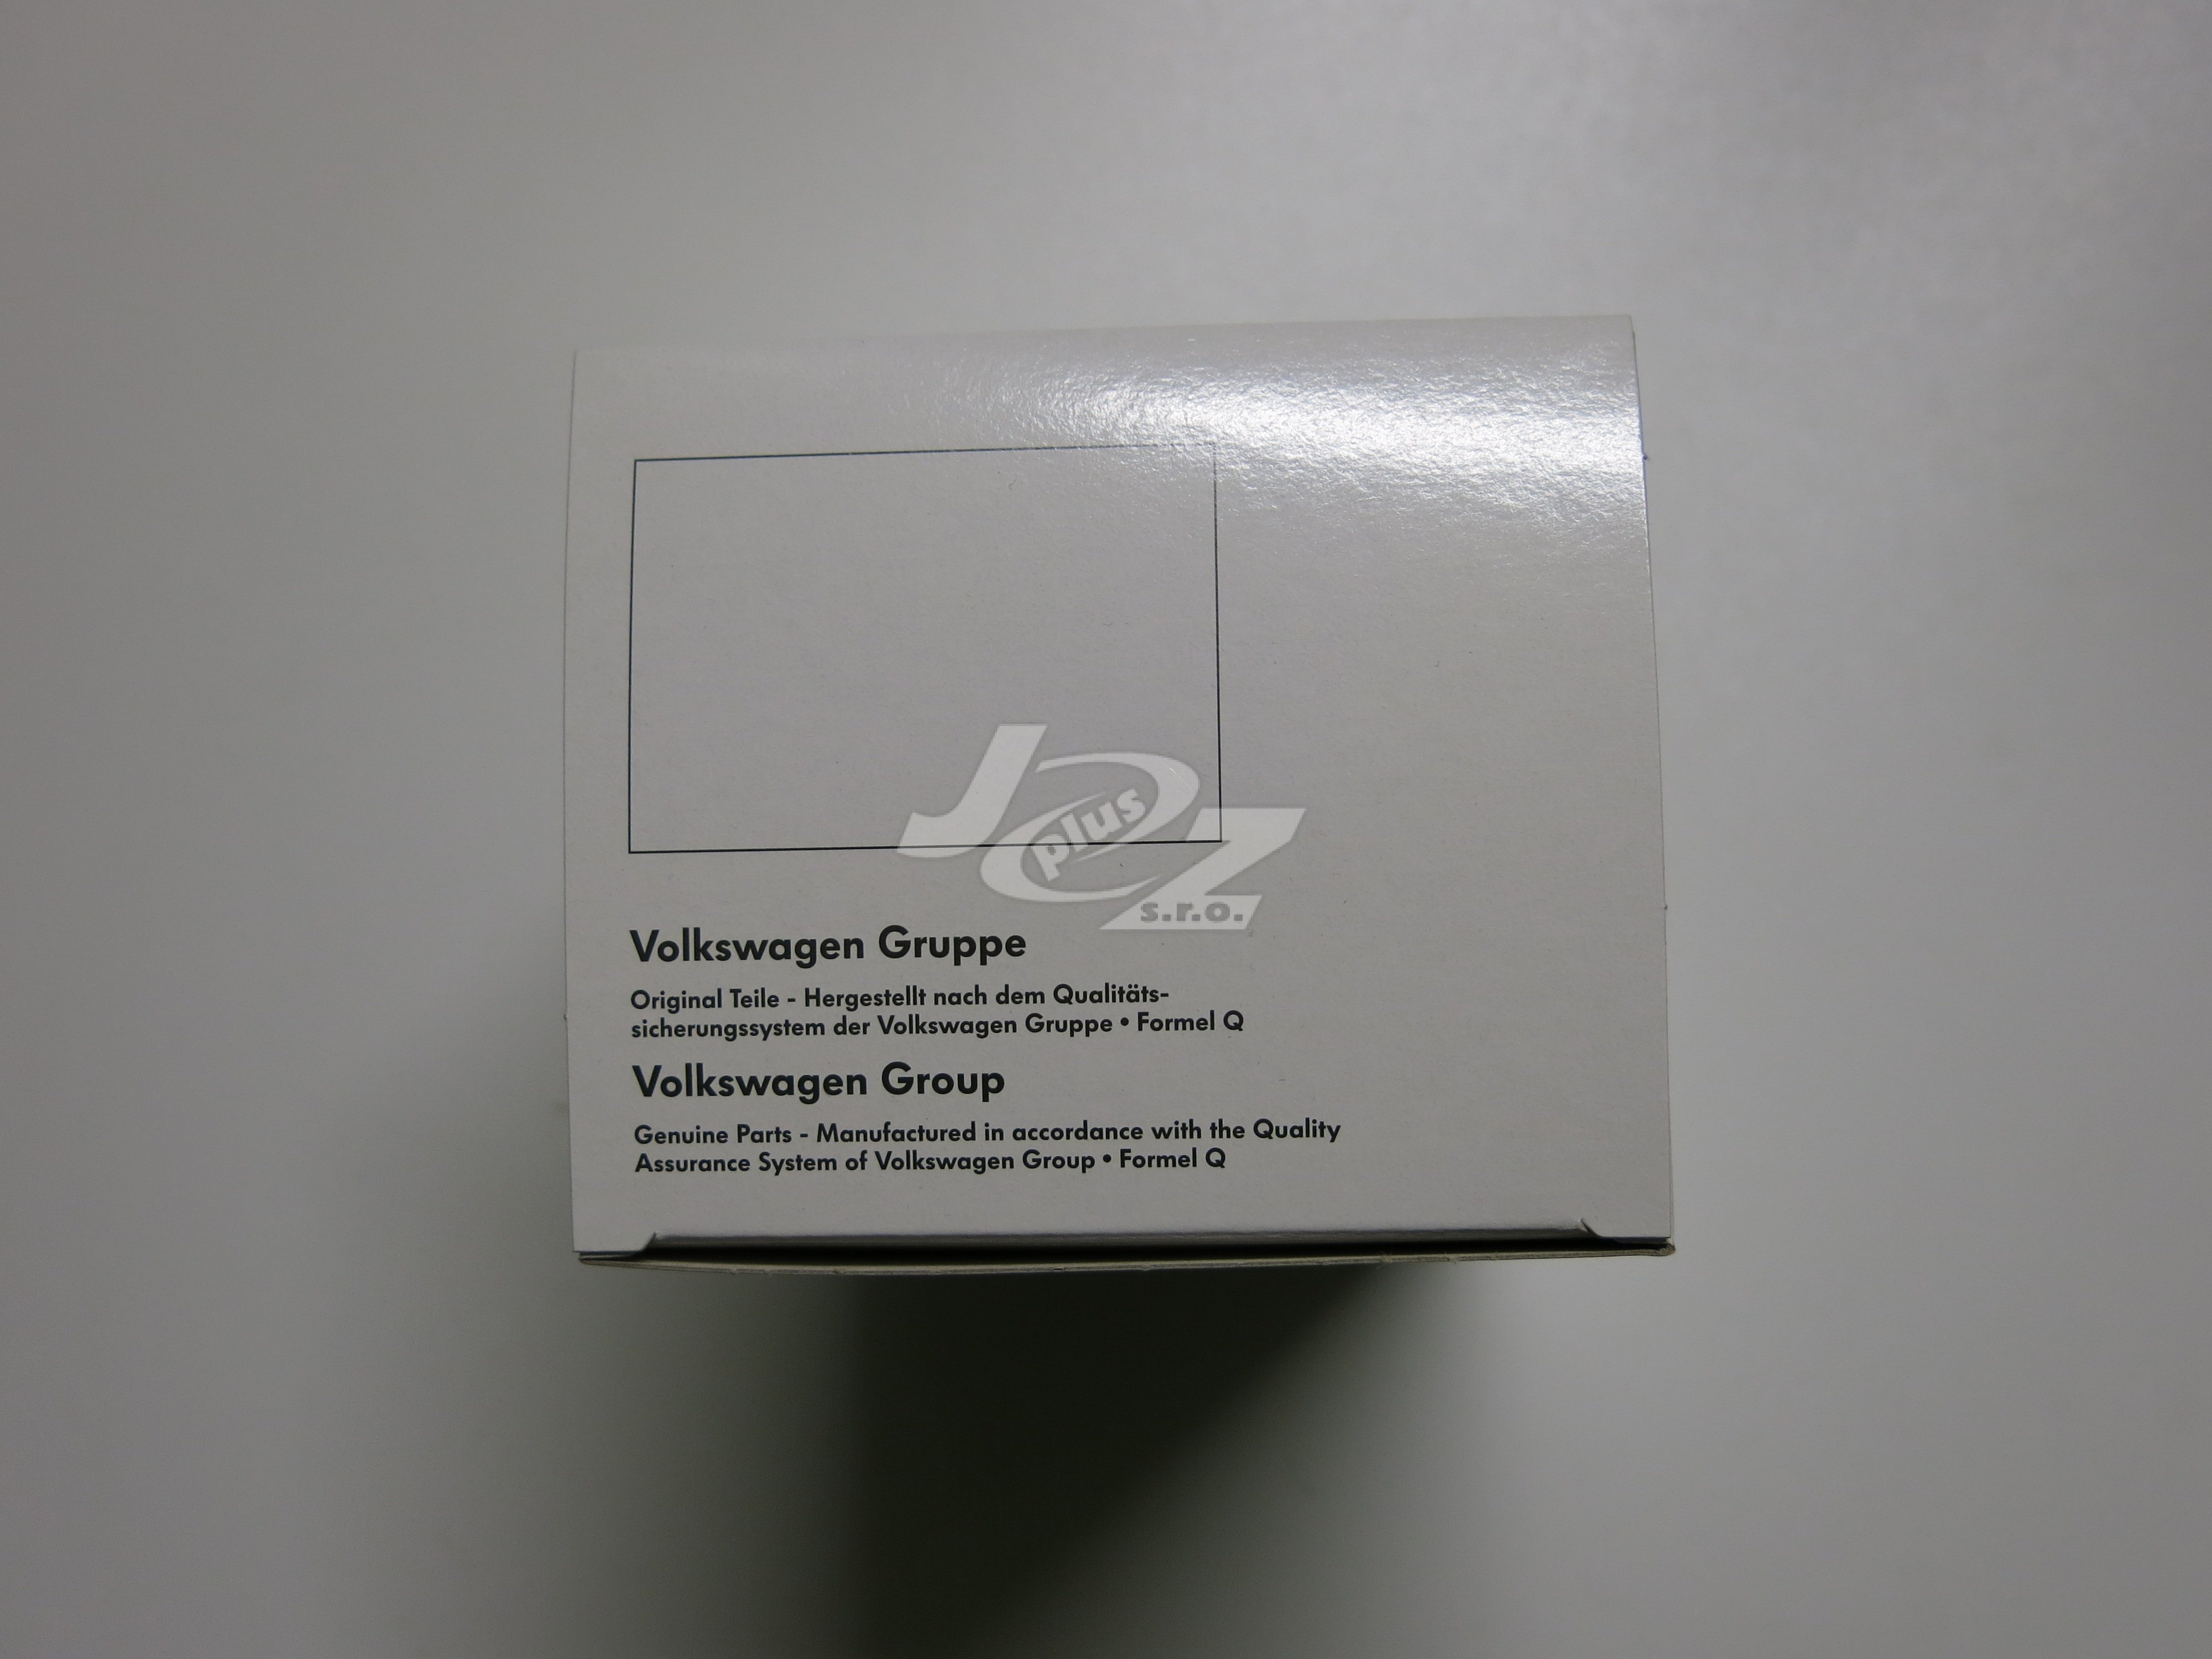 J plus Z
s.r.o.
Volkswagen Gruppe
Original Teile - Hergestellt nach dem Qualitäts-
sicherungssystem der Volkswagen Gruppe • Formel Q
Volkswagen Group
Genuine Parts - Manufactured in accordance with the Quality
Assurance System of Volkswagen Group • Formel Q